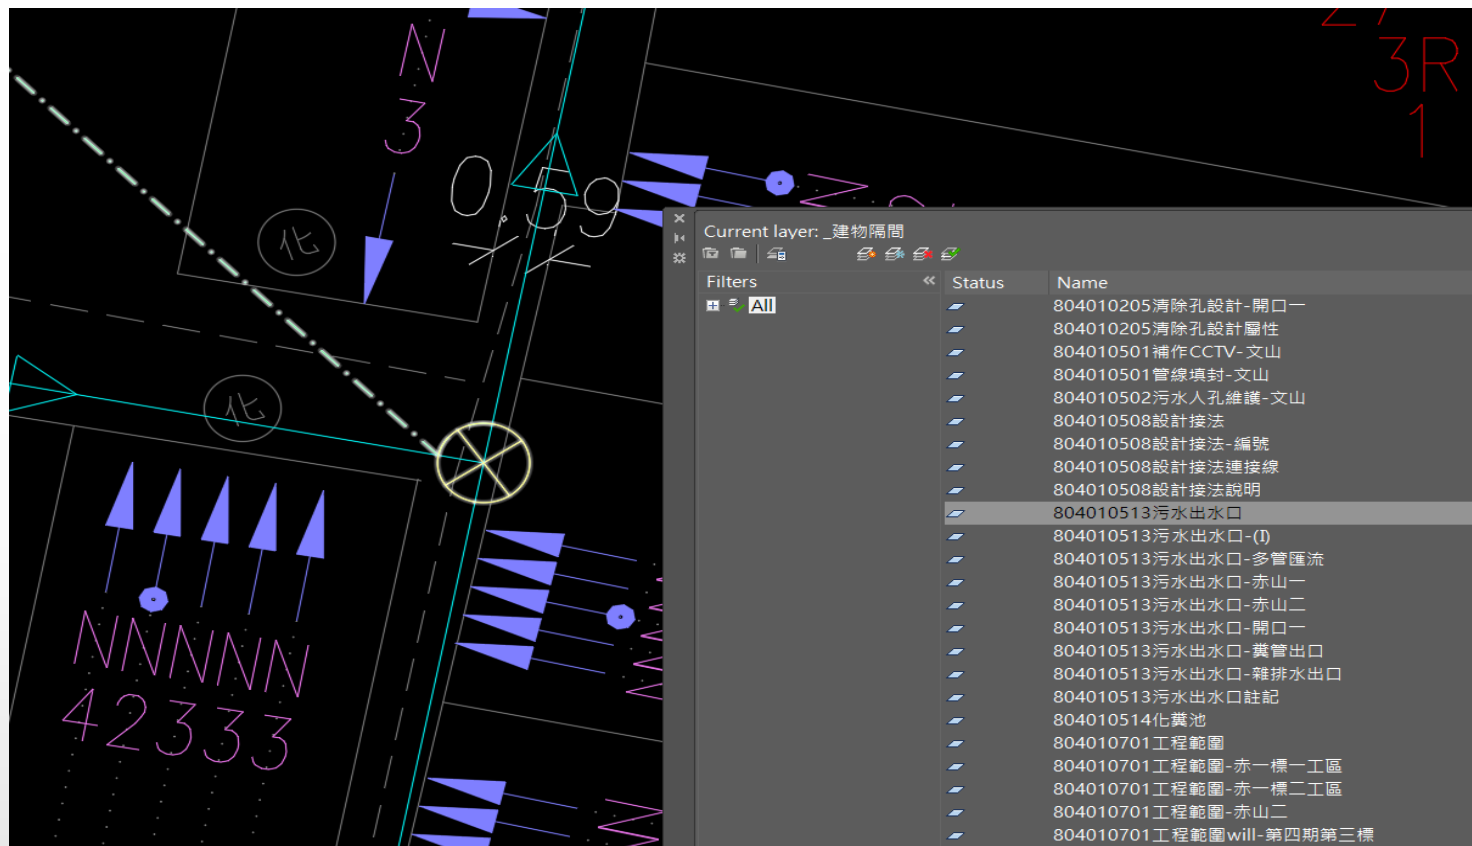 N
3
0.59
化
化
N N N N N
4 2 3 3 3
3R
1
Current layer: _建物隔間
Filters
All
Status
Name
804010205清除孔設計-開口一
804010205清除孔設計屬性
804010501補作CCTV-文山
804010501管線填封-文山
804010502污水人孔維護-文山
804010508設計接法
804010508設計接法-編號
804010508設計接法連接線
804010508設計接法說明
804010513污水出水口
804010513污水出水口-(I)
804010513污水出水口-多管匯流
804010513污水出水口-赤山一
804010513污水出水口-赤山二
804010513污水出水口-開口一
804010513污水出水口-糞管出口
804010513污水出水口-雜排水出口
804010513污水出水口註記
804010514化糞池
804010701工程範圍
804010701工程範圍-赤一標一工區
804010701工程範圍-赤一標二工區
804010701工程範圍-赤山二
804010701工程範圍will-第四期第三標